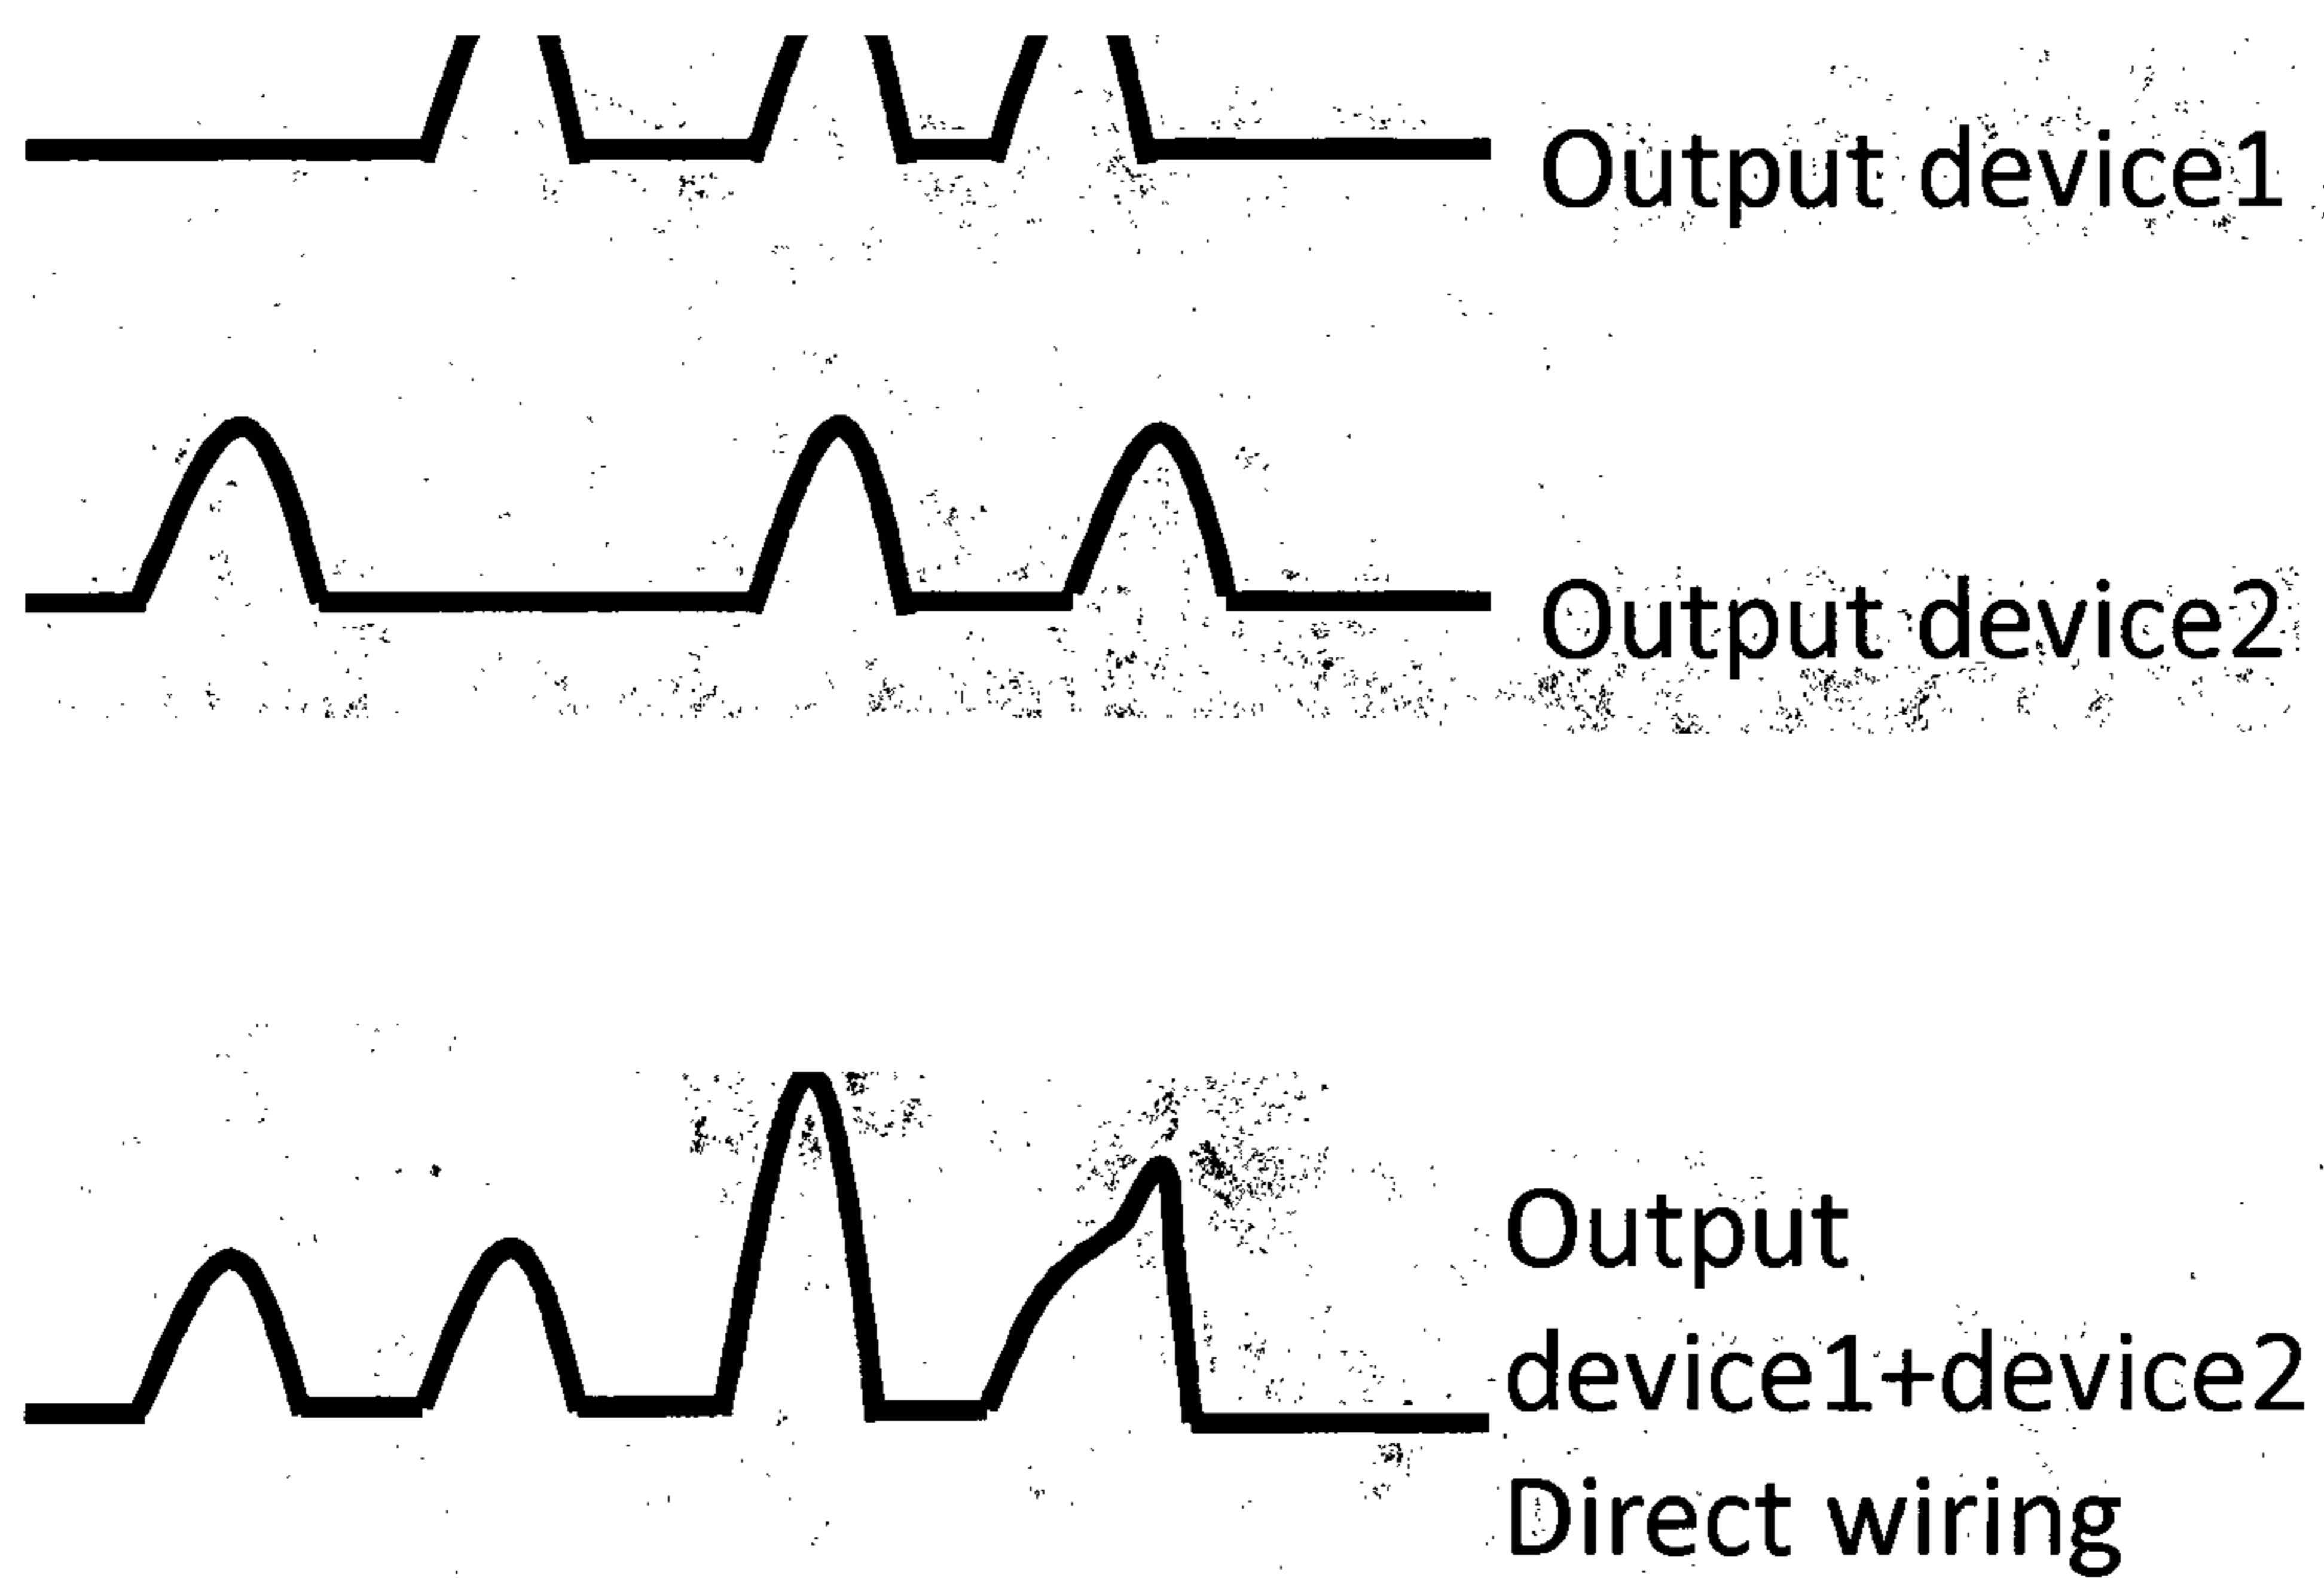 Output device1
Output device2
Output
device1+device2
Direct wiring